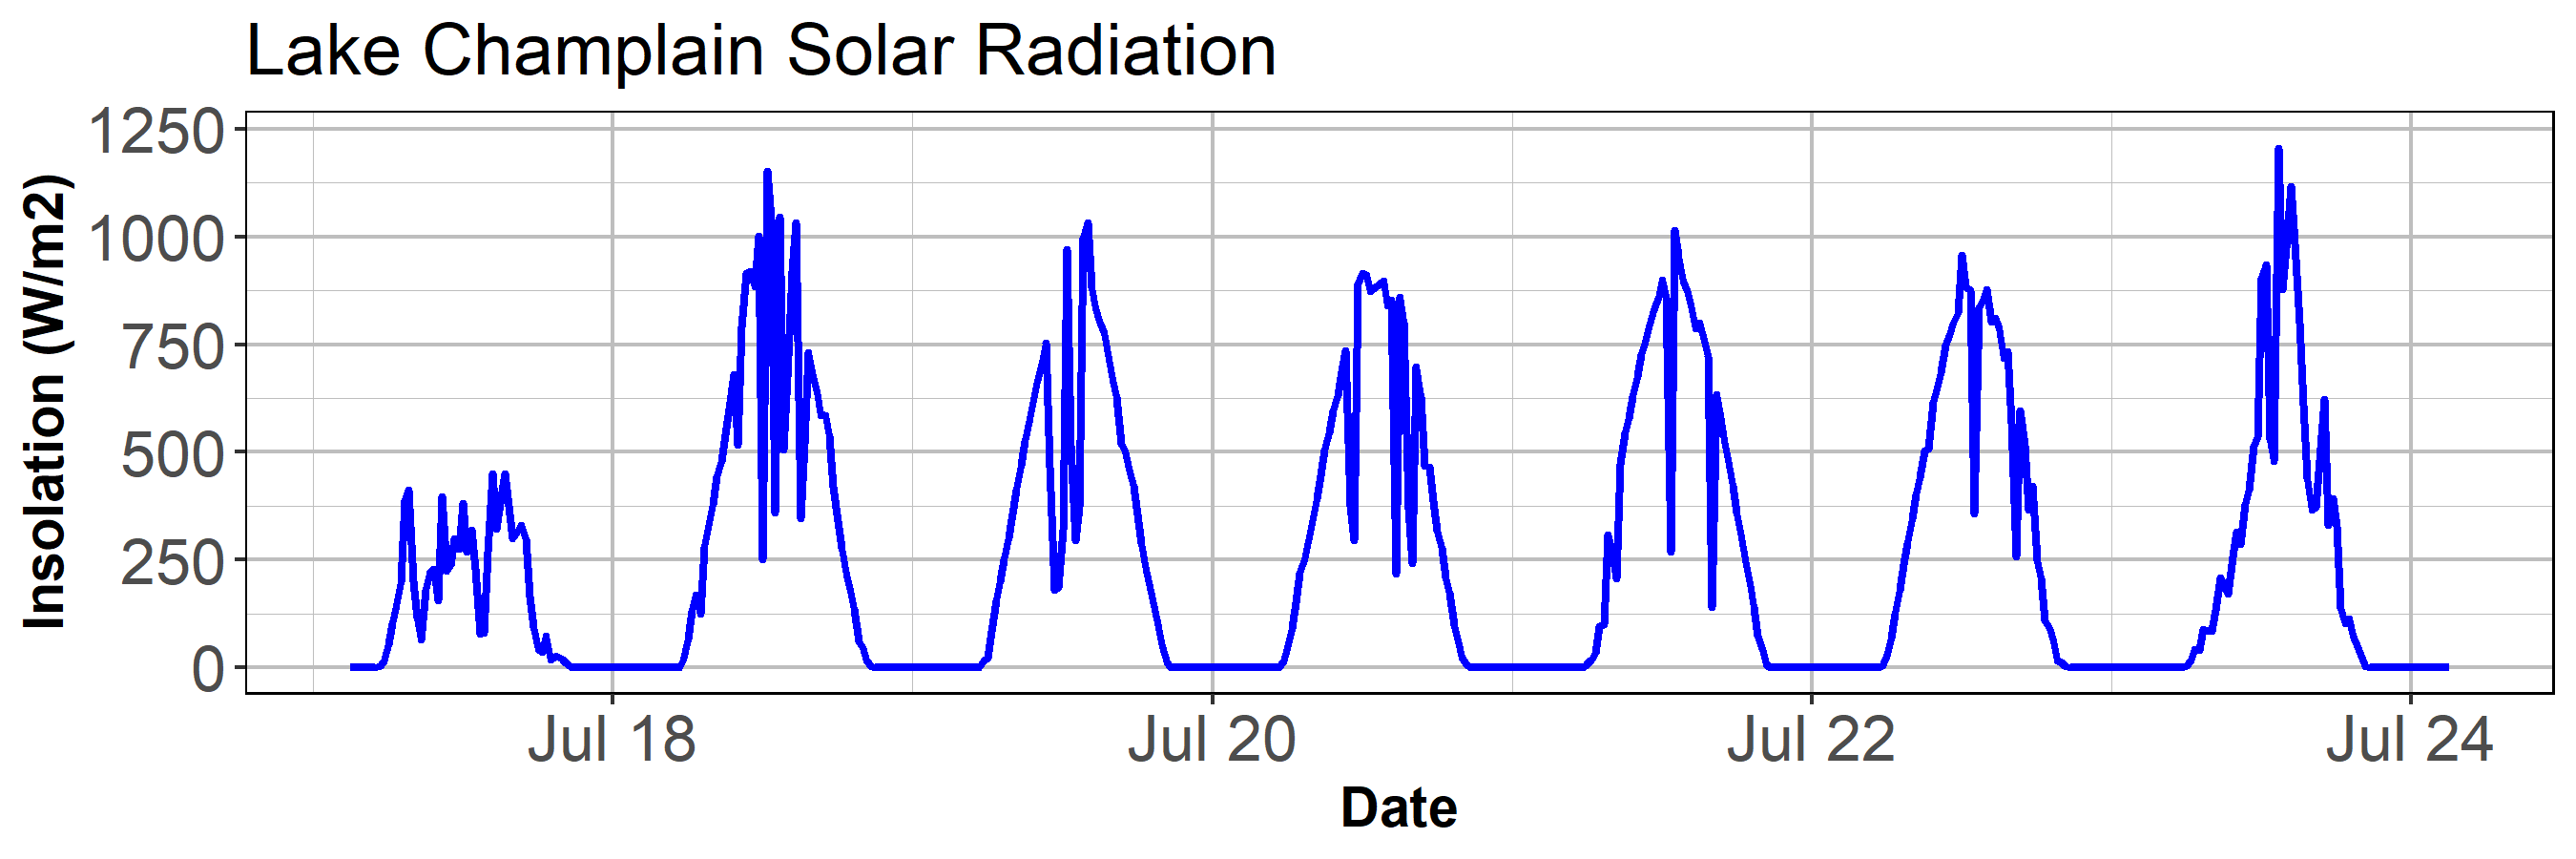 Lake Champlain Solar Radiation
1250
1000
750
500
250
0
Insolation (W/m2)
Jul 18
Jul 20
Jul 22
Jul 24
Date